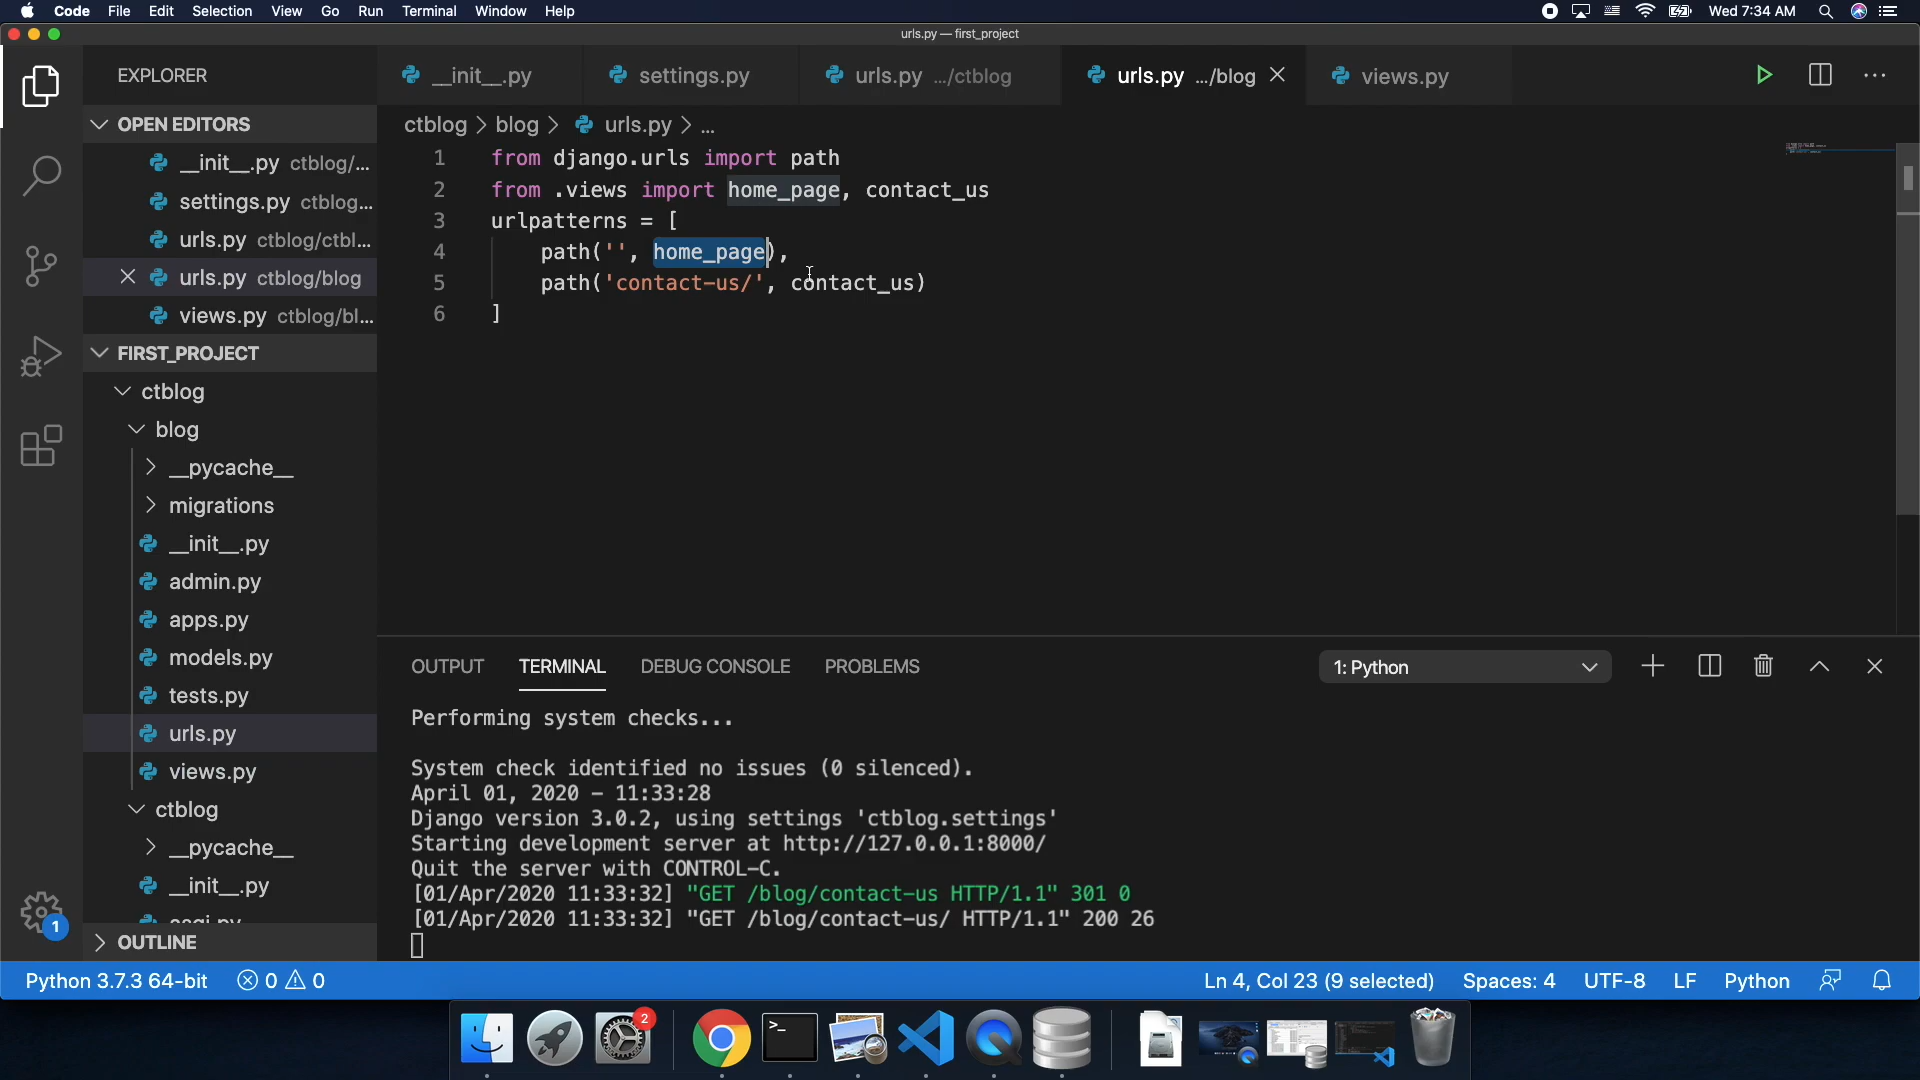 Code File Edit Selection View Go Run Terminal Window Help Wed 7:34 AM
urls.py — first_project
EXPLORER
__init__.py settings.py urls.py .../ctblog urls.py .../blog views.py
OPEN EDITORS
__init__.py ctblog/...
settings.py ctblog...
urls.py ctblog/ctbl...
urls.py ctblog/blog
views.py ctblog/bl...
FIRST_PROJECT
ctblog
blog
__pycache__
migrations
__init__.py
admin.py
apps.py
models.py
tests.py
urls.py
views.py
ctblog
__pycache__
__init__.py
asgi.py
OUTLINE
ctblog > blog > urls.py > ...
1 from django.urls import path
2 from .views import home_page, contact_us
3 urlpatterns = [
4 path('', home_page),
5 path('contact-us/', contact_us)
6 ]
OUTPUT TERMINAL DEBUG CONSOLE PROBLEMS 1: Python
Performing system checks...
System check identified no issues (0 silenced).
April 01, 2020 - 11:33:28
Django version 3.0.2, using settings 'ctblog.settings'
Starting development server at http://127.0.0.1:8000/
Quit the server with CONTROL-C.
[01/Apr/2020 11:33:32] "GET /blog/contact-us HTTP/1.1" 301 0
[01/Apr/2020 11:33:32] "GET /blog/contact-us/ HTTP/1.1" 200 26
1
Python 3.7.3 64-bit 0 0 Ln 4, Col 23 (9 selected) Spaces: 4 UTF-8 LF Python
2
>_